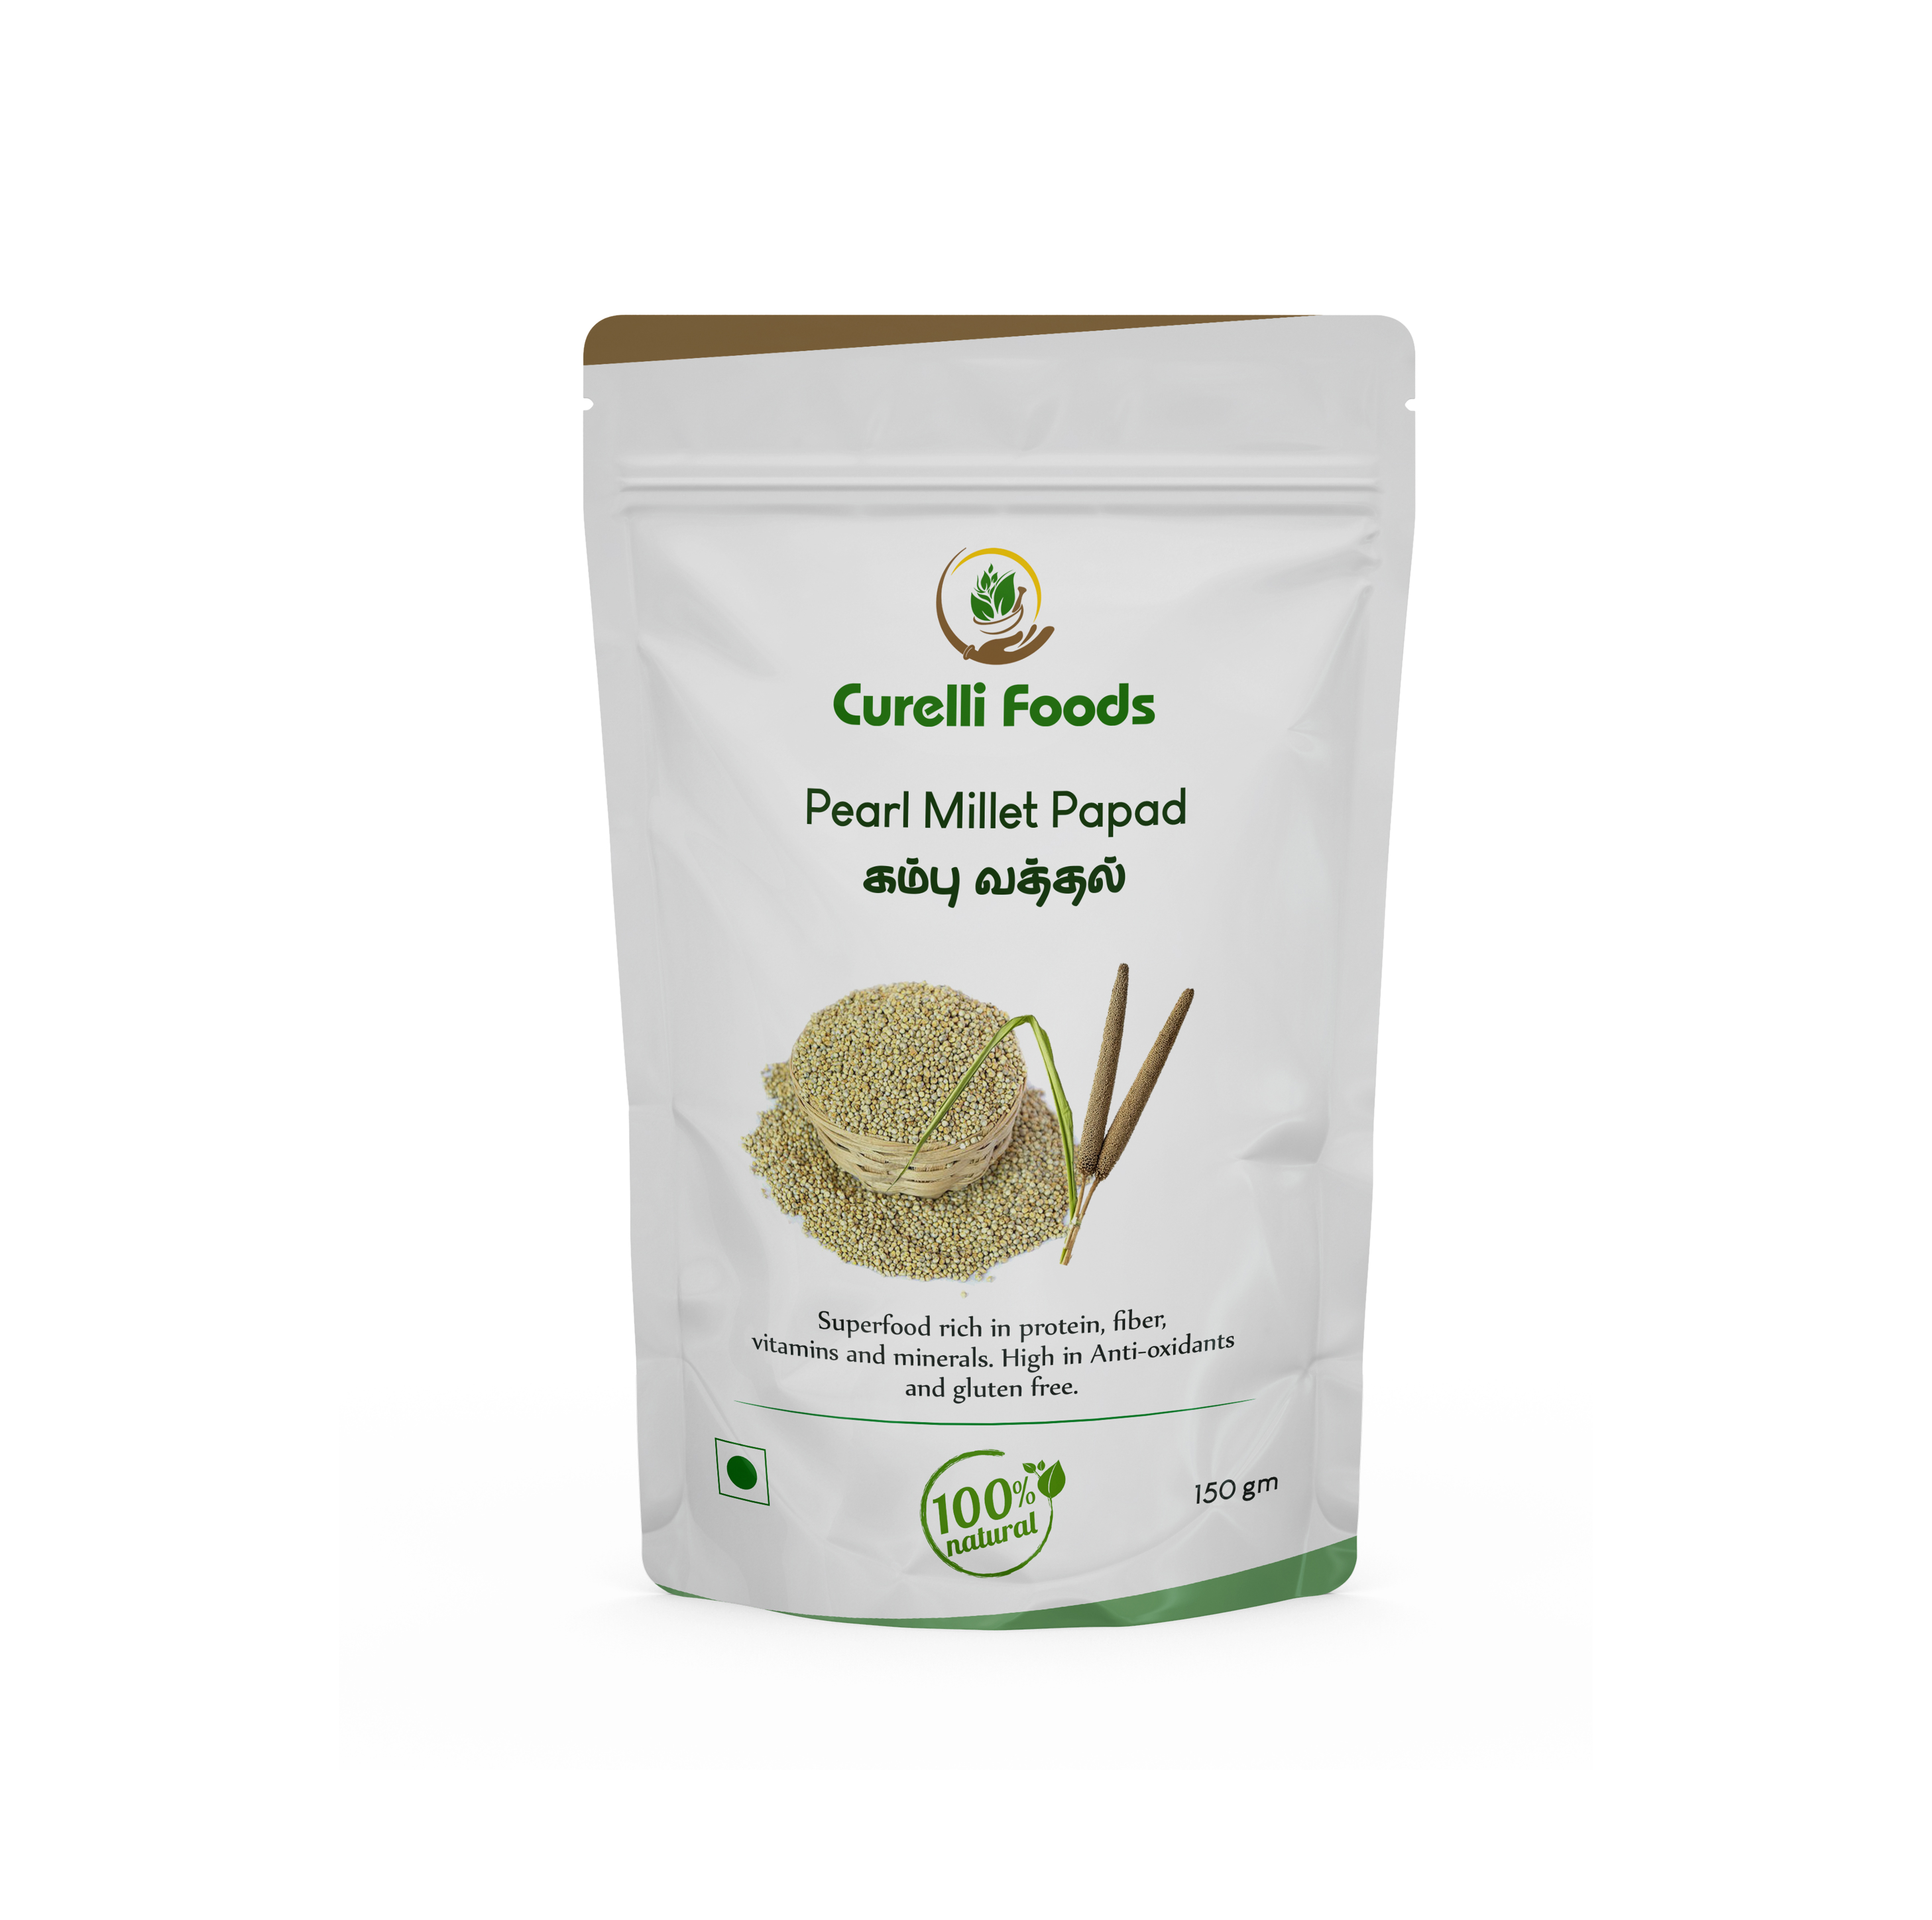 Curelli Foods
Pearl Millet Papad
கம்பு வத்தல்
Superfood rich in protein, fiber,
vitamins and minerals. High in Anti-oxidants
and gluten free.
100%
natural
150 gm